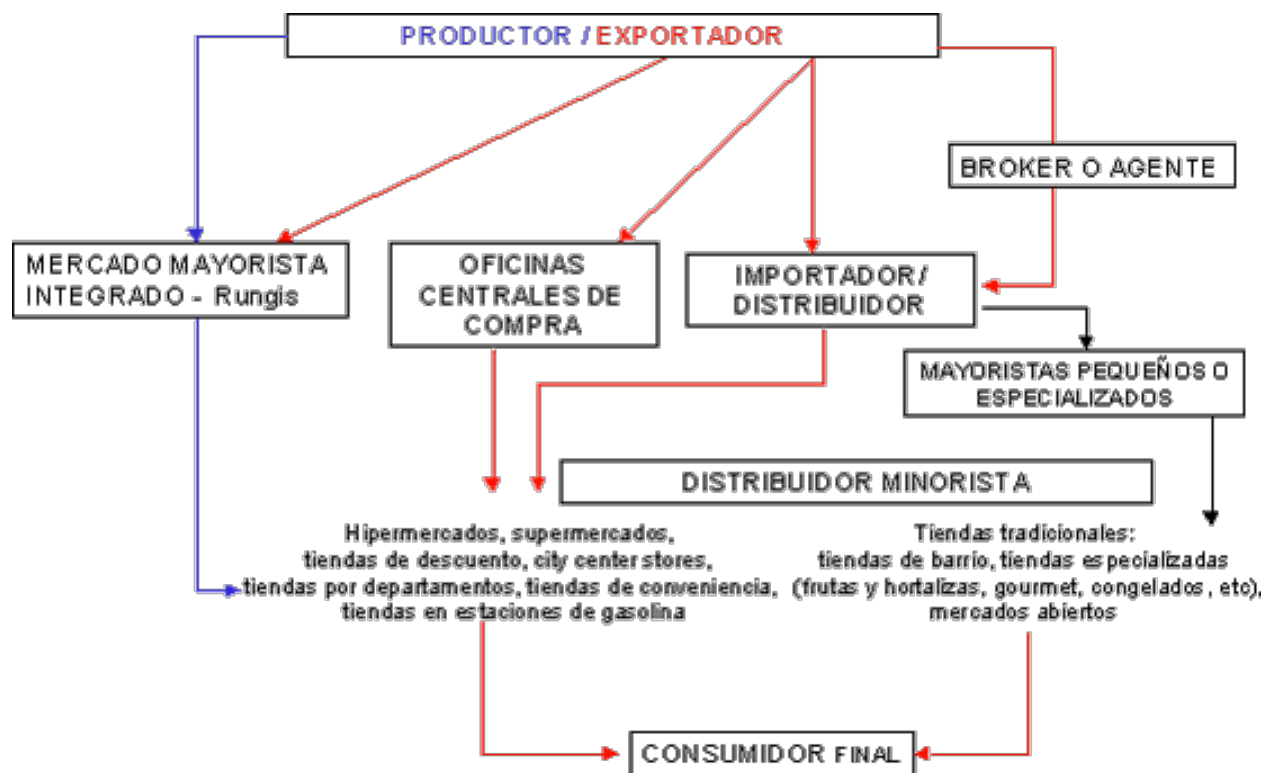 PRODUCTOR / EXPORTADOR
BROKER O AGENTE
MERCADO MAYORISTA
INTEGRADO - Rungis
OFICINAS
CENTRALES DE
COMPRA
IMPORTADOR/
DISTRIBUIDOR
MAYORISTAS PEQUEÑOS O
ESPECIALIZADOS
DISTRIBUIDOR MINORISTA
Hipermercados, supermercados,
tiendas de descuento, city center stores,
tiendas por departamentos, tiendas de conveniencia,
tiendas en estaciones de gasolina
Tiendas tradicionales:
tiendas de barrio, tiendas especializadas
(frutas y hortalizas, gourmet, congelados, etc),
mercados abiertos
CONSUMIDOR FINAL